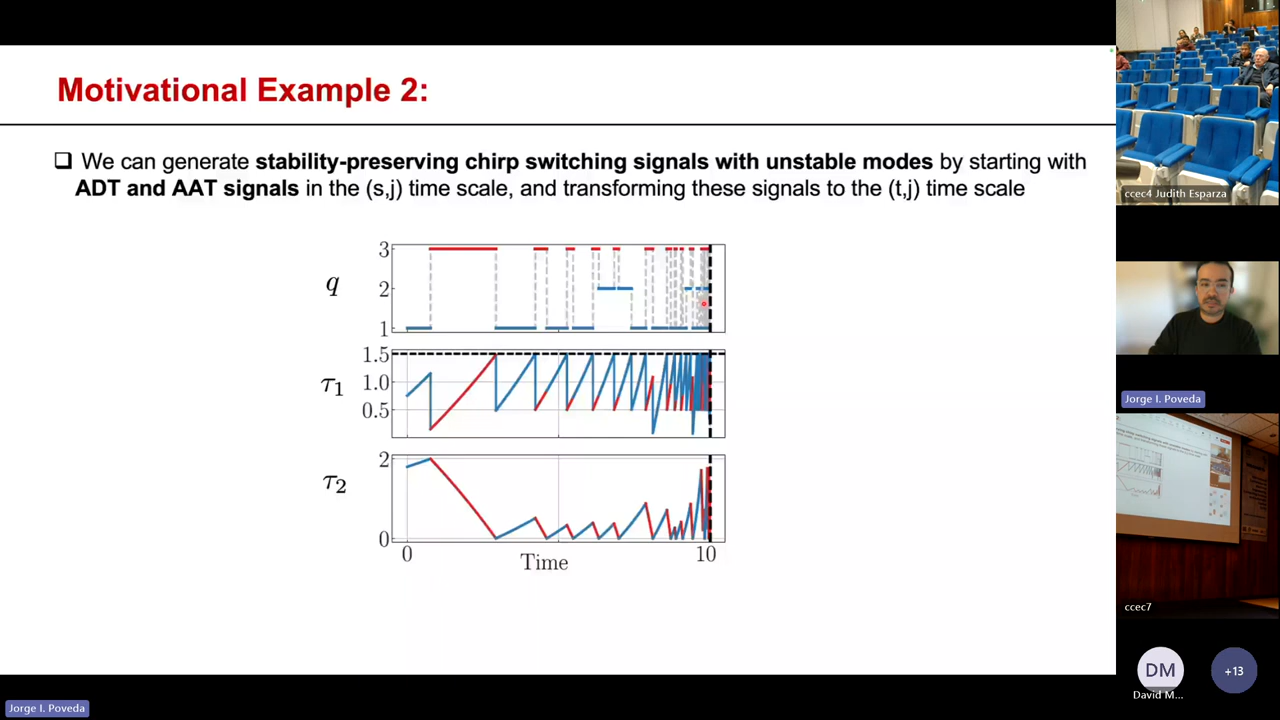 Motivational Example 2:
❑ We can generate stability-preserving chirp switching signals with unstable modes by starting with
ADT and AAT signals in the (s,j) time scale, and transforming these signals to the (t,j) time scale
3
q 2
1
1.5
τ1 1.0
0.5
2
τ2
0
0 10
Time
ccec4 Judith Esparza
Jorge I. Poveda
ccec7
DM
+13
David M...
Jorge I. Poveda